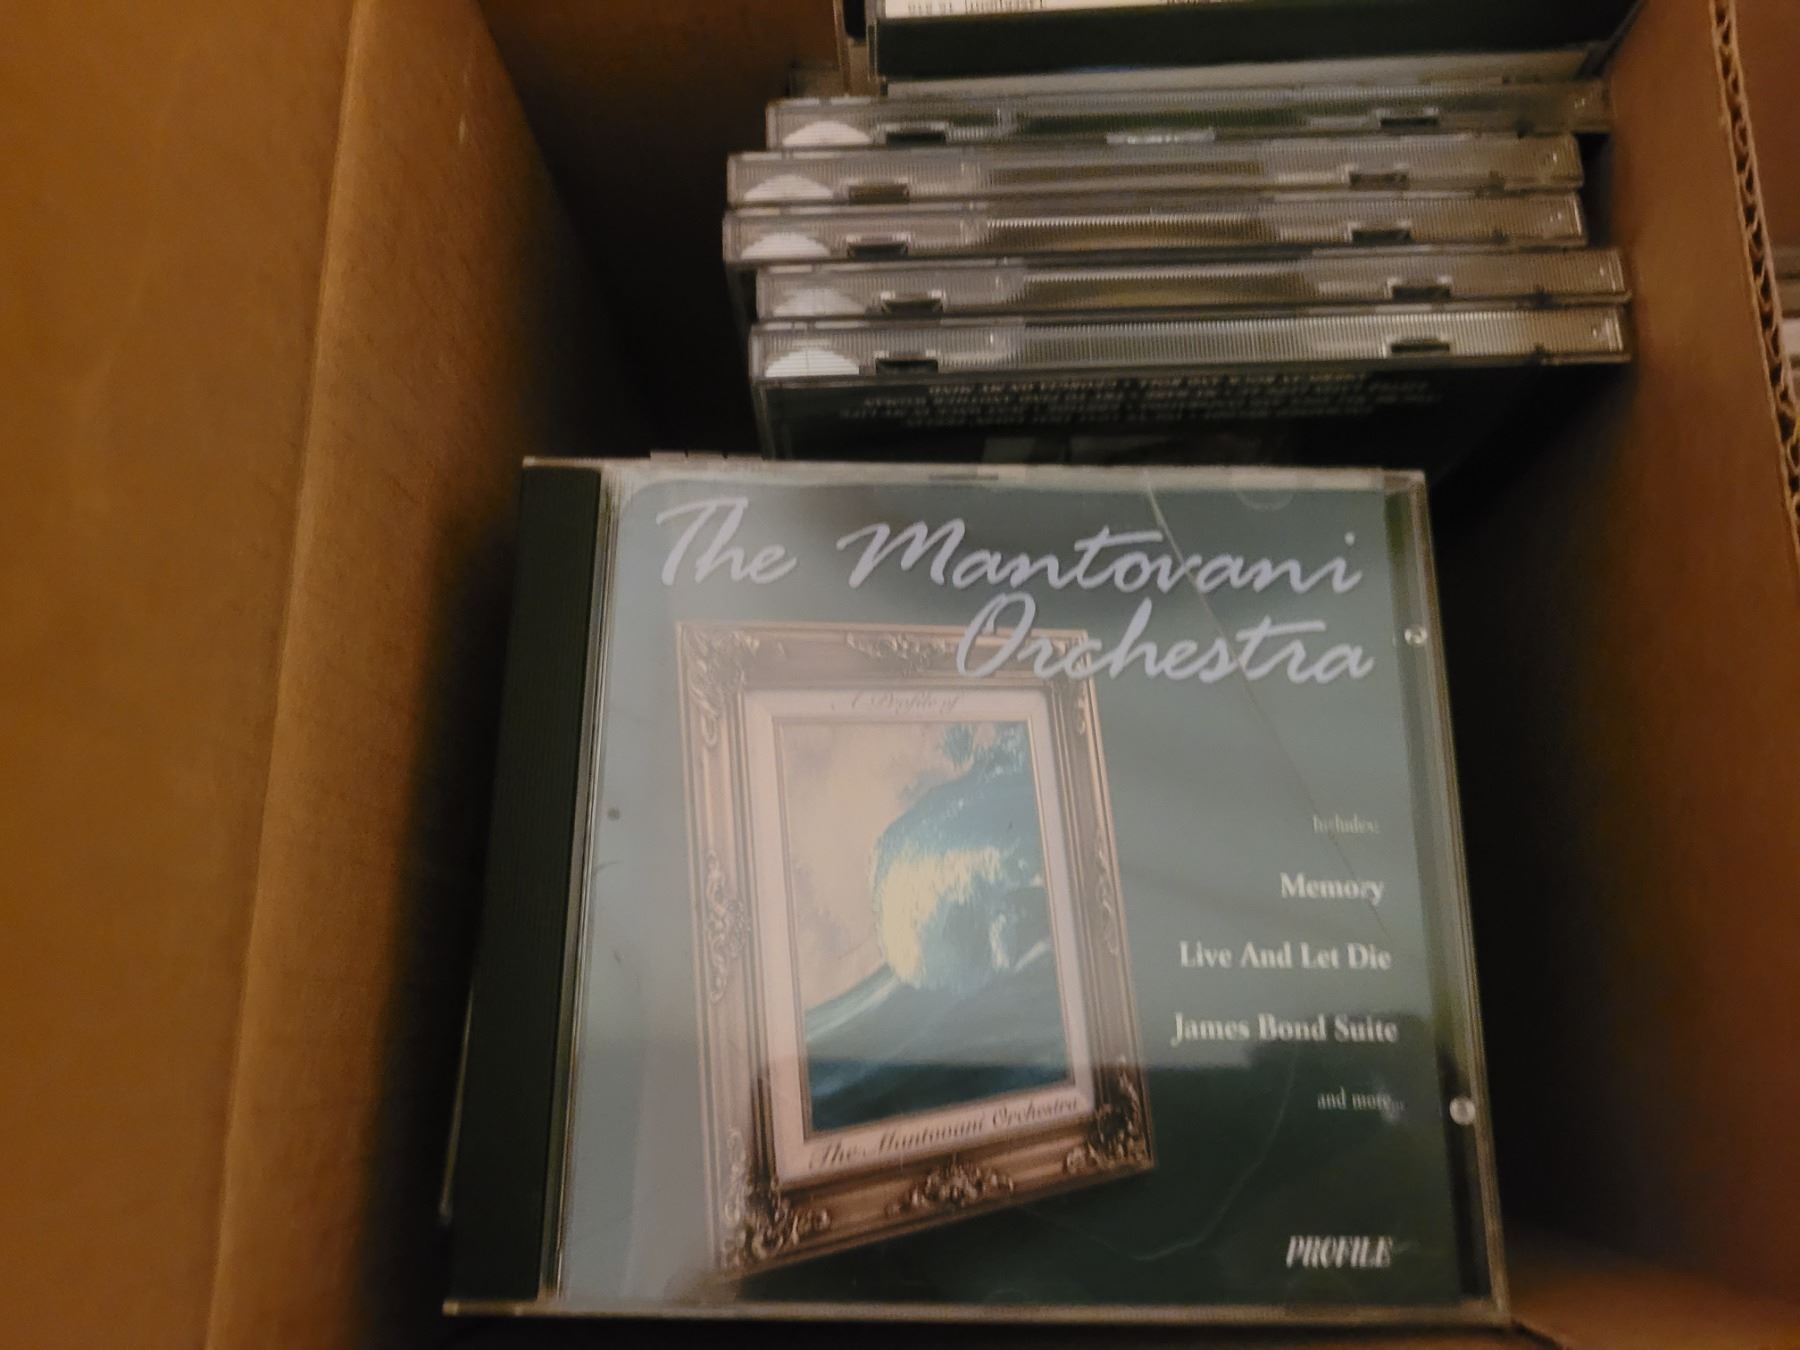 The Mantovani
Orchestra
A Profile of
The Mantovani Orchestra
Includes:
Memory
Live And Let Die
James Bond Suite
and more...
PROFILE